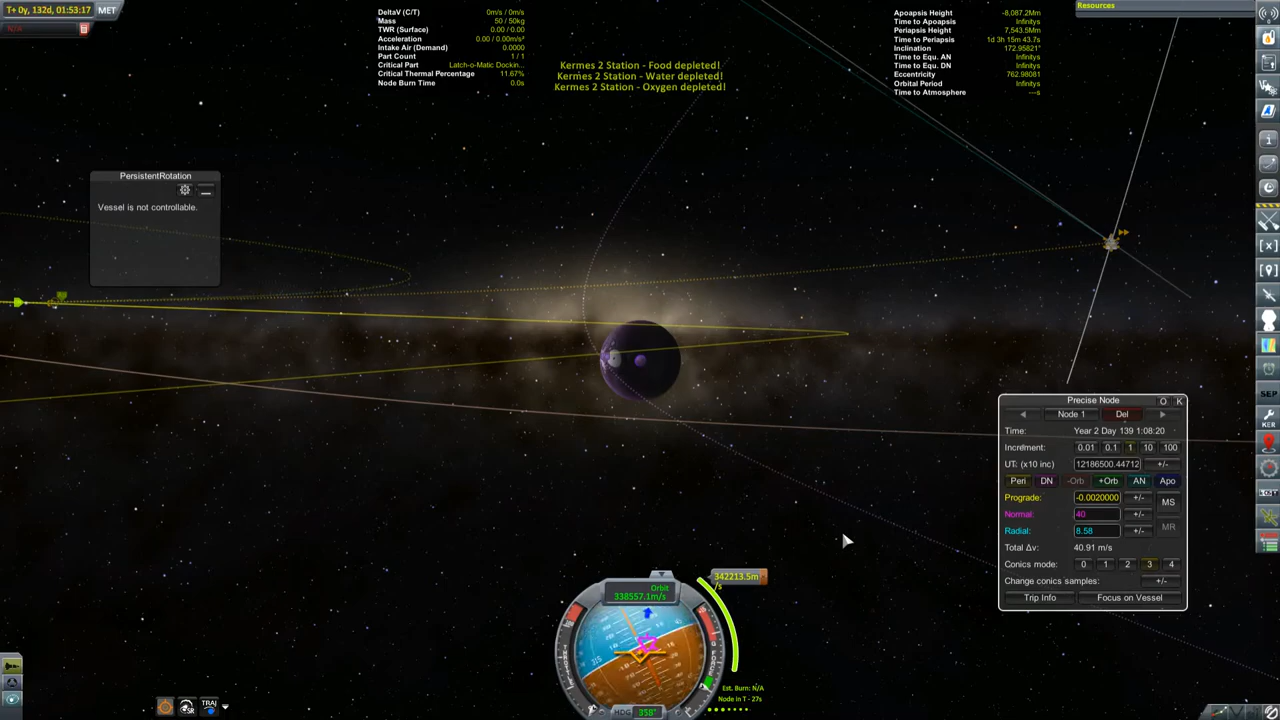 T+ 0y, 132d, 01:53:17 MET
N/A
DeltaV (C/T) 0m/s / 0m/s
Mass 50 / 50kg
TWR (Surface) 0.00 / 0.00
Acceleration 0.00 / 0.00m/s²
Intake Air (Demand) 0.0000
Part Count 1 / 1
Critical Part Latch-o-Matic Dockin...
Critical Thermal Percentage 11.67%
Node Burn Time 0.0s
Kermes 2 Station - Food depleted!
Kermes 2 Station - Water depleted!
Kermes 2 Station - Oxygen depleted!
Apoapsis Height -8,087.2Mm
Time to Apoapsis Infinitys
Periapsis Height 7,543.5Mm
Time to Periapsis 1d 3h 15m 43.7s
Inclination 172.95821°
Time to Equ. AN Infinitys
Time to Equ. DN Infinitys
Eccentricity 762.98081
Orbital Period Infinitys
Time to Atmosphere ---s
Resources
PersistentRotation
Vessel is not controllable.
Precise Node O K
Node 1 Del
Time: Year 2 Day 139 1:08:20
Increment: 0.01 0.1 1 10 100
UT: (x10 inc) 12186500.44712 +/-
Peri DN -Orb +Orb AN Apo
Prograde: -0.0020000 +/- MS
Normal: 40 +/-
Radial: 8.58 +/- MR
Total Δv: 40.91 m/s
Conics mode: 0 1 2 3 4
Change conics samples: +/-
Trip Info Focus on Vessel
SEP
KER
Orbit
338557.1m/s
342213.5m
/s
315
Est. Burn: N/A
Node in T - 27s
HDG 358°
SR
TRAJ